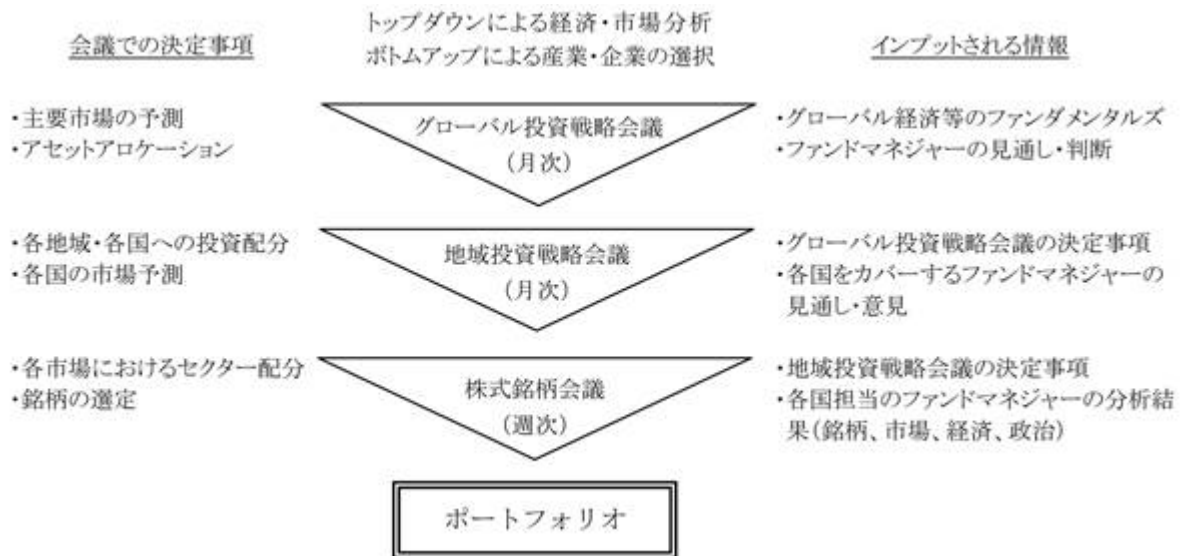 会議での決定事項
トップダウンによる経済・市場分析
ボトムアップによる産業・企業の選択
インプットされる情報
・主要市場の予測
・アセットアロケーション
グローバル投資戦略会議
(月次)
・グローバル経済等のファンダメンタルズ
・ファンドマネジャーの見通し・判断
・各地域・各国への投資配分
・各国の市場予測
地域投資戦略会議
(月次)
・グローバル投資戦略会議の決定事項
・各国をカバーするファンドマネジャーの
見通し・意見
・各市場におけるセクター配分
・銘柄の選定
株式銘柄会議
(週次)
・地域投資戦略会議の決定事項
・各国担当のファンドマネジャーの分析結
果(銘柄、市場、経済、政治)
ポートフォリオ